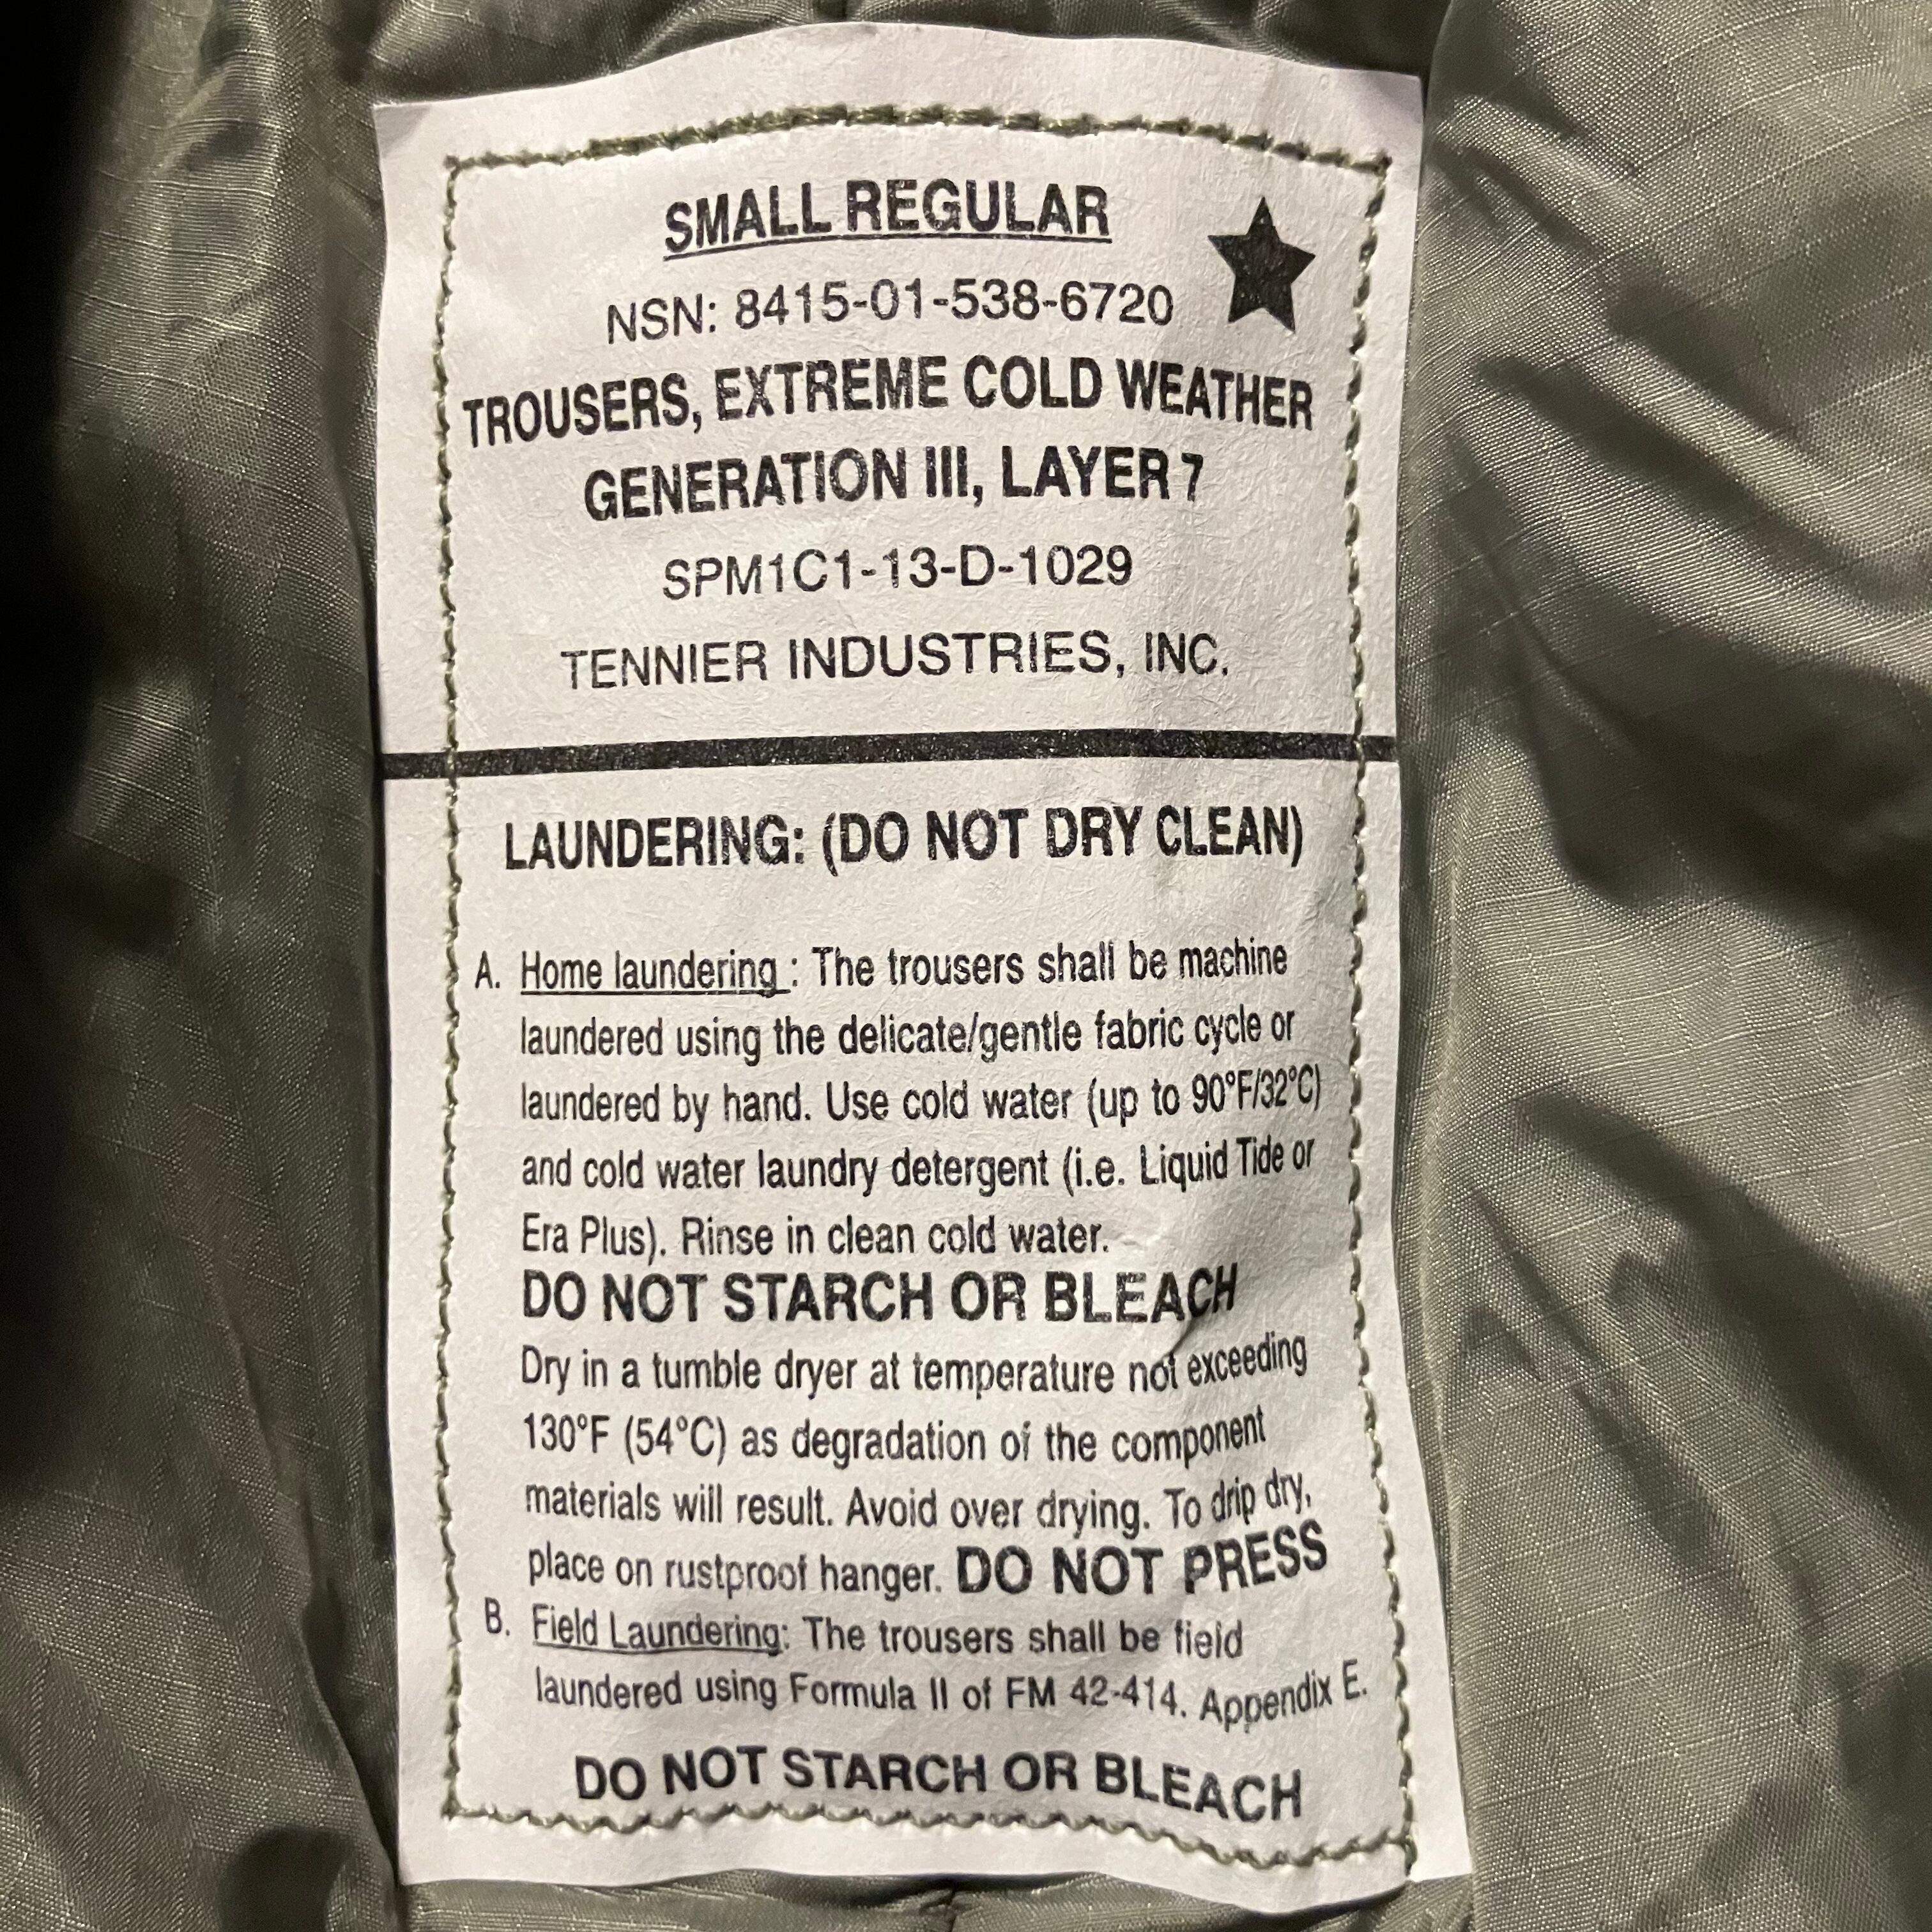 SMALL REGULAR
NSN: 8415-01-538-6720
TROUSERS, EXTREME COLD WEATHER
GENERATION III, LAYER 7
SPM1C1-13-D-1029
TENNIER INDUSTRIES, INC.
LAUNDERING: (DO NOT DRY CLEAN)
A. Home laundering : The trousers shall be machine
laundered using the delicate/gentle fabric cycle or
laundered by hand. Use cold water (up to 90°F/32°C)
and cold water laundry detergent (i.e. Liquid Tide or
Era Plus). Rinse in clean cold water.
DO NOT STARCH OR BLEACH
Dry in a tumble dryer at temperature not exceeding
130°F (54°C) as degradation of the component
materials will result. Avoid over drying. To drip dry,
place on rustproof hanger. DO NOT PRESS
B. Field Laundering: The trousers shall be field
laundered using Formula II of FM 42-414. Appendix E.
DO NOT STARCH OR BLEACH